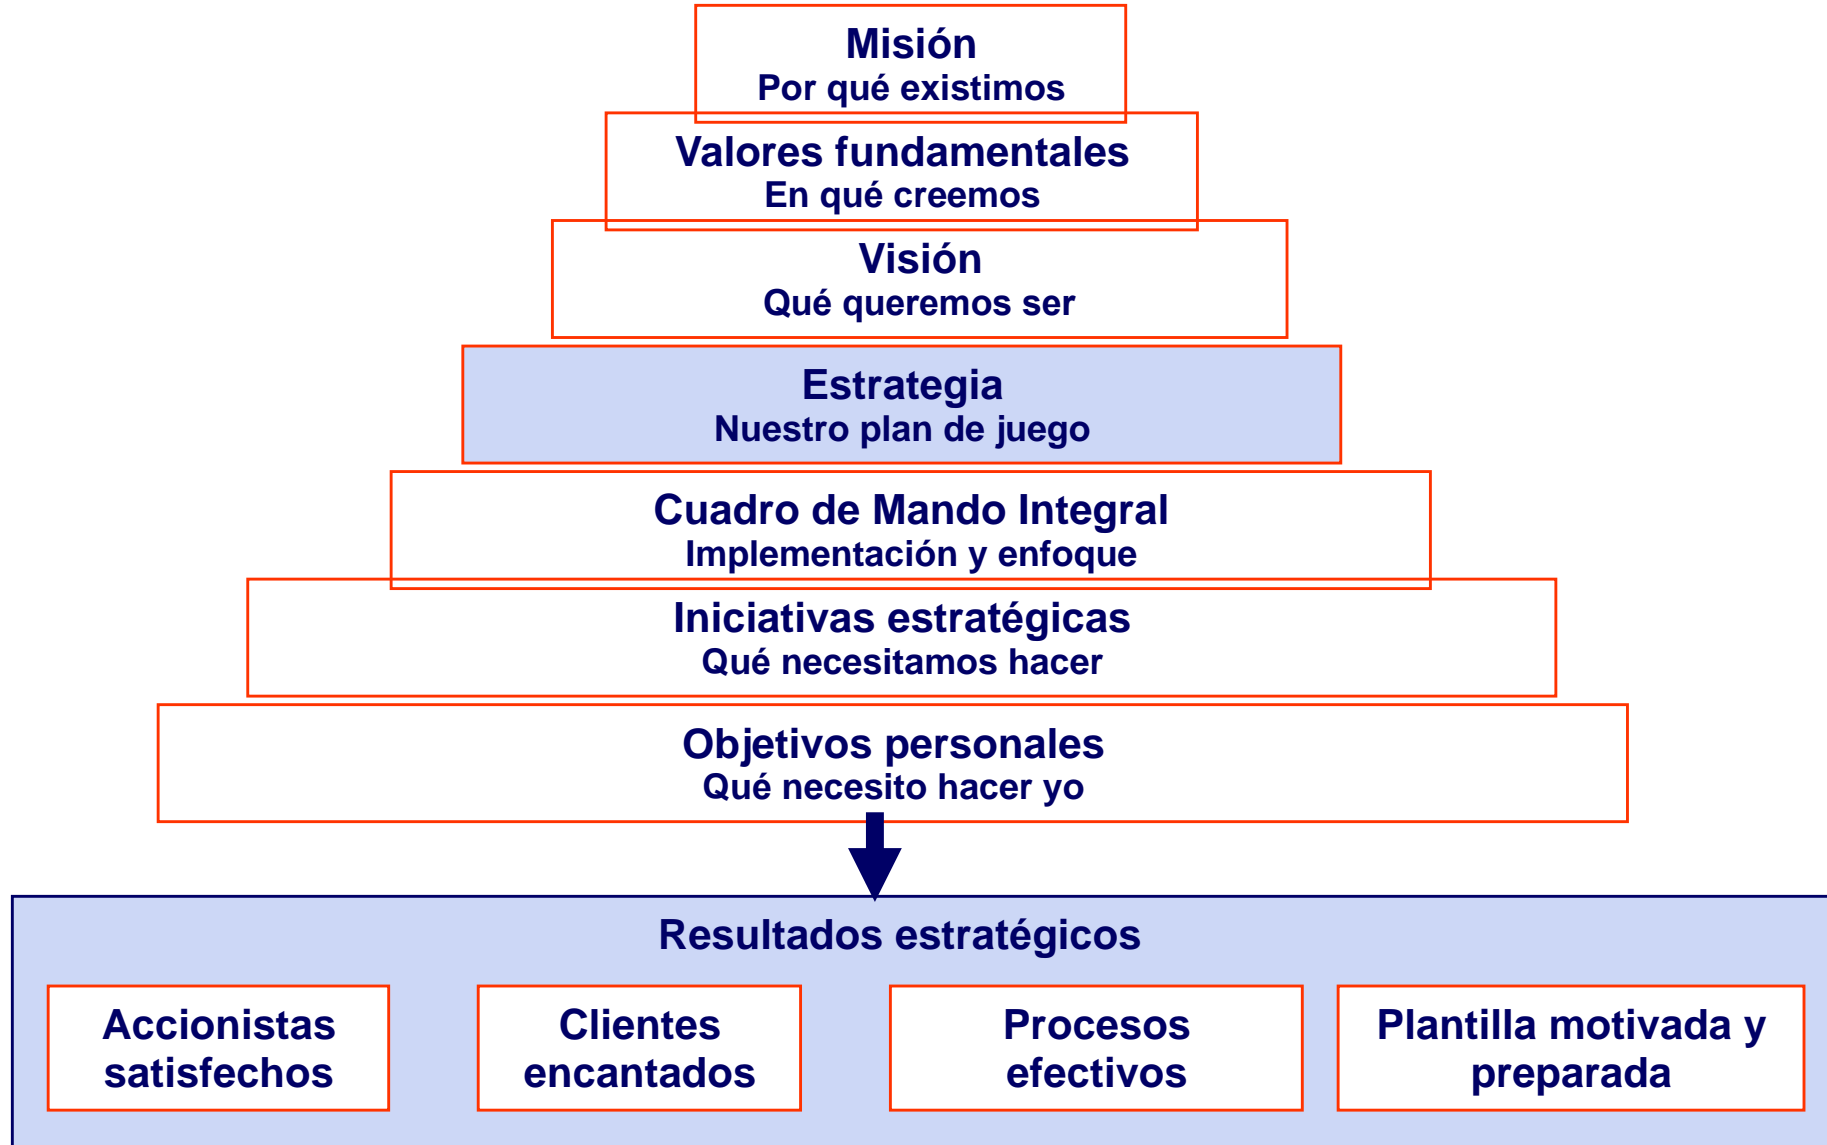 Misión
Por qué existimos
Valores fundamentales
En qué creemos
Visión
Qué queremos ser
Estrategia
Nuestro plan de juego
Cuadro de Mando Integral
Implementación y enfoque
Iniciativas estratégicas
Qué necesitamos hacer
Objetivos personales
Qué necesito hacer yo
Resultados estratégicos
Accionistas
satisfechos
Clientes
encantados
Procesos
efectivos
Plantilla motivada y
preparada